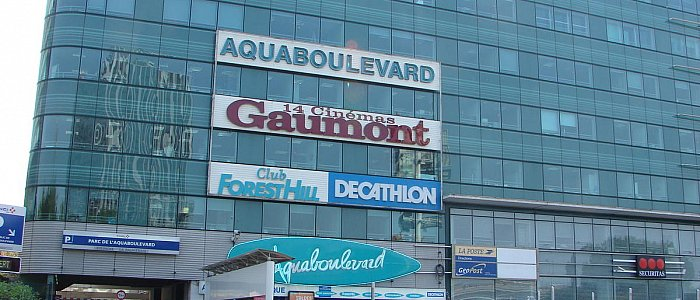 AQUABOULEVARD
14 Cinémas
Gaumont
Club
FOREST HILL
DECATHLON
P
PARC DE L'AQUABOULEVARD
Aquaboulevard
LA POSTE
GeoPost
SECURITAS